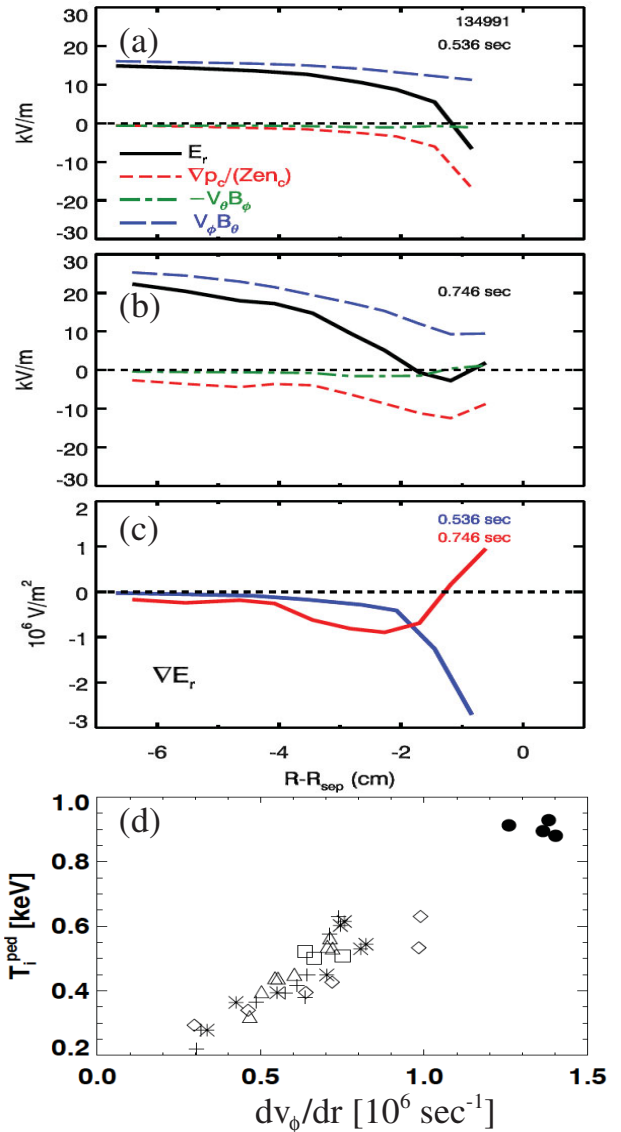 (a)
134991
0.536 sec
30
20
10
0
-10
-20
-30
kV/m
E_r
∇p_c/(Zen_c)
−V_θB_ϕ
V_ϕB_θ
(b)
0.746 sec
30
20
10
0
-10
-20
-30
kV/m
(c)
0.536 sec
0.746 sec
2
1
0
-1
-2
-3
10^6 V/m^2
∇E_r
-6 -4 -2 0
R-R_sep (cm)
(d)
1.0
0.8
0.6
0.4
0.2
T_i^ped [keV]
0.0 0.5 1.0 1.5
dv_ϕ/dr [10^6 sec^-1]